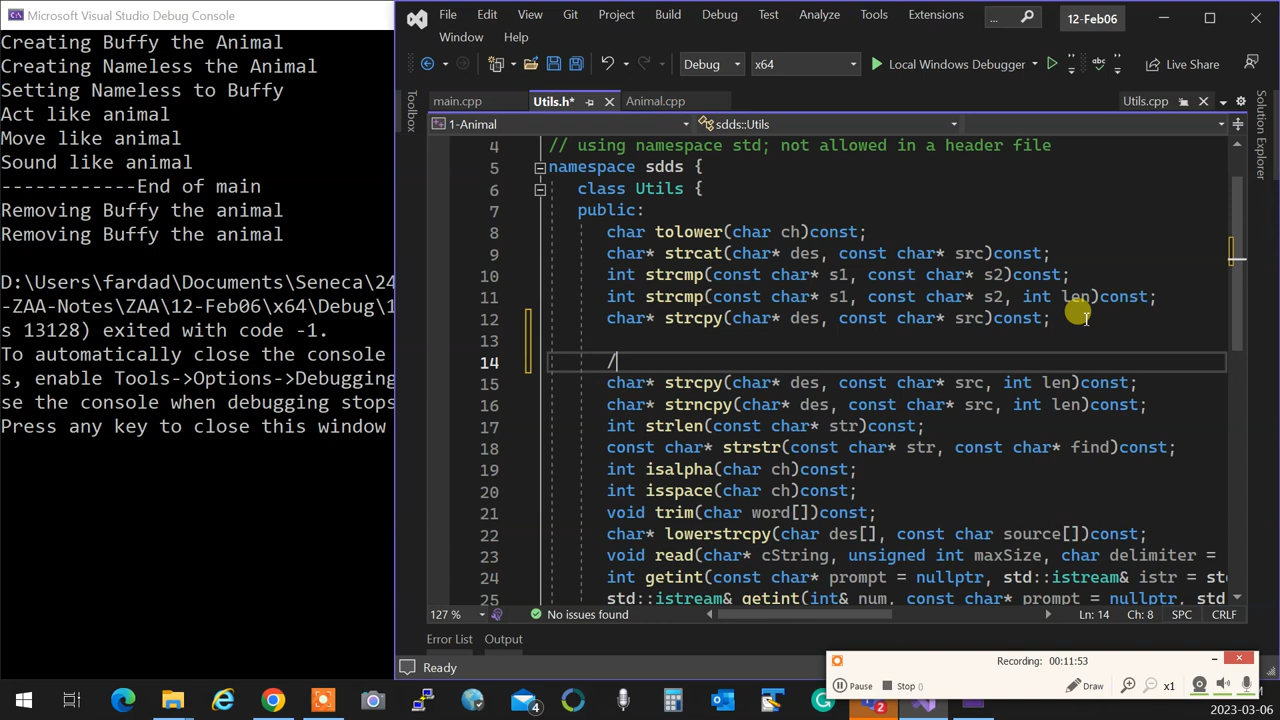 Microsoft Visual Studio Debug Console
Creating Buffy the Animal
Creating Nameless the Animal
Setting Nameless to Buffy
Act like animal
Move like animal
Sound like animal
------------End of main
Removing Buffy the animal
Removing Buffy the animal
D:\Users\fardad\Documents\Seneca\24
-ZAA-Notes\ZAA\12-Feb06\x64\Debug\1
s 13128) exited with code -1.
To automatically close the console
s, enable Tools->Options->Debugging
se the console when debugging stops
Press any key to close this window
File Edit View Git Project Build Debug Test Analyze Tools Extensions ... 12-Feb06
Window Help
Debug x64 Local Windows Debugger abc Live Share
Toolbox
main.cpp Utils.h* Animal.cpp Utils.cpp
1-Animal sdds::Utils
4 // using namespace std; not allowed in a header file
5 namespace sdds {
6 class Utils {
7 public:
8 char tolower(char ch)const;
9 char* strcat(char* des, const char* src)const;
10 int strcmp(const char* s1, const char* s2)const;
11 int strcmp(const char* s1, const char* s2, int len)const;
12 char* strcpy(char* des, const char* src)const;
13
14 /
15 char* strcpy(char* des, const char* src, int len)const;
16 char* strncpy(char* des, const char* src, int len)const;
17 int strlen(const char* str)const;
18 const char* strstr(const char* str, const char* find)const;
19 int isalpha(char ch)const;
20 int isspace(char ch)const;
21 void trim(char word[])const;
22 char* lowerstrcpy(char des[], const char source[])const;
23 void read(char* cString, unsigned int maxSize, char delimiter =
24 int getint(const char* prompt = nullptr, std::istream& istr = st
25 std::istream& getint(int& num, const char* prompt = nullptr, std
Solution Explorer
127 % No issues found Ln: 14 Ch: 8 SPC CRLF
Error List Output
Ready
Recording: 00:11:53
Pause Stop () Draw x1
4
2
2023-03-06